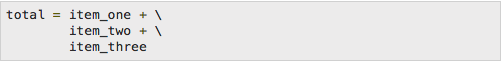 total = item_one + \
        item_two + \
        item_three